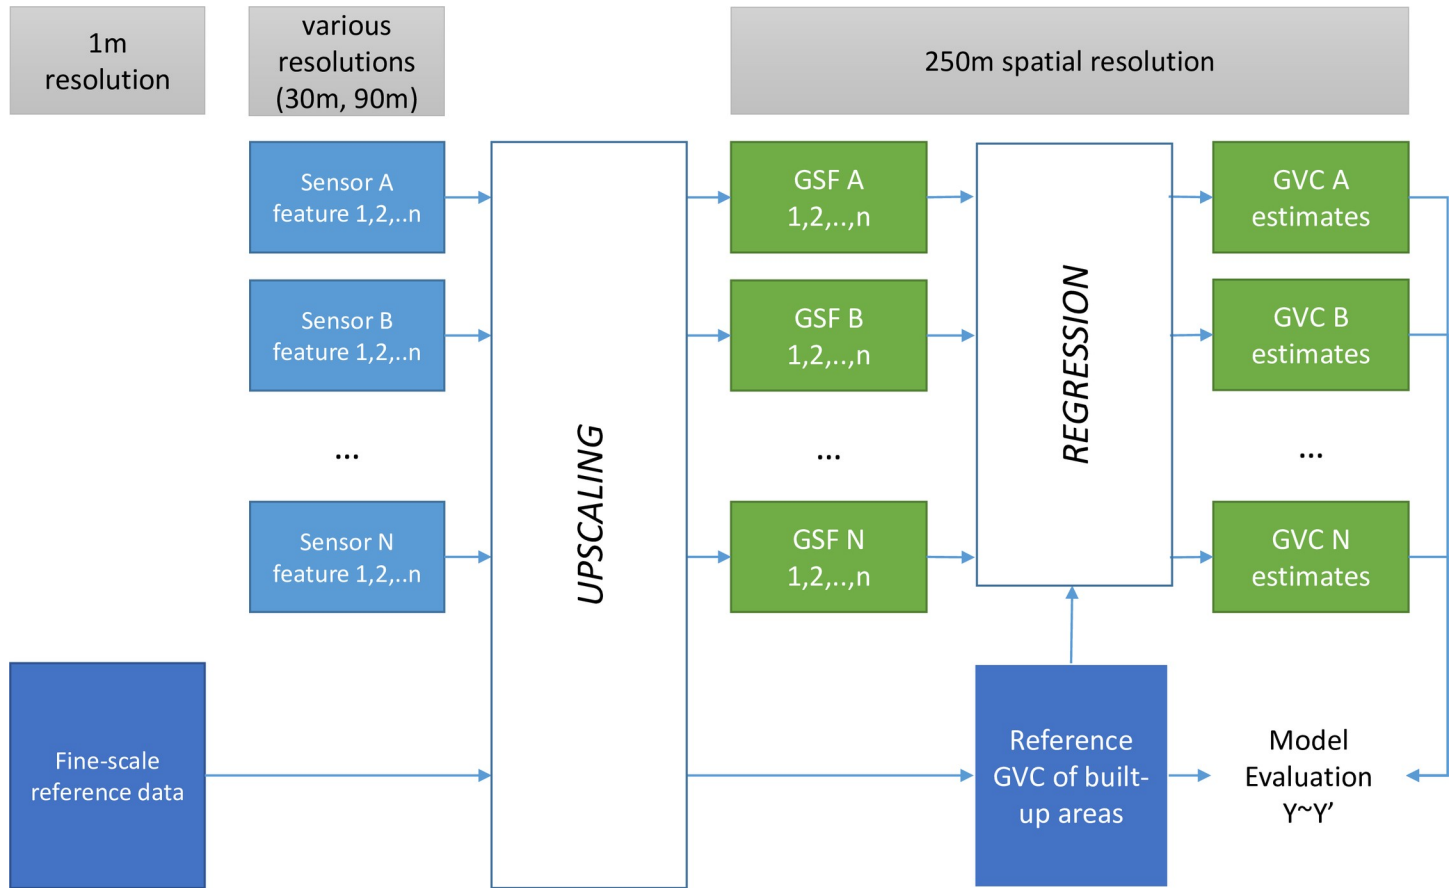 1m
resolution
various
resolutions
(30m, 90m)
250m spatial resolution
Sensor A
feature 1,2,..n
GSF A
1,2,..,n
GVC A
estimates
Sensor B
feature 1,2,..n
GSF B
1,2,..,n
GVC B
estimates
...
...
...
UPSCALING
REGRESSION
Sensor N
feature 1,2,..n
GSF N
1,2,..,n
GVC N
estimates
Fine-scale
reference data
Reference
GVC of built-
up areas
Model
Evaluation
Y~Y’